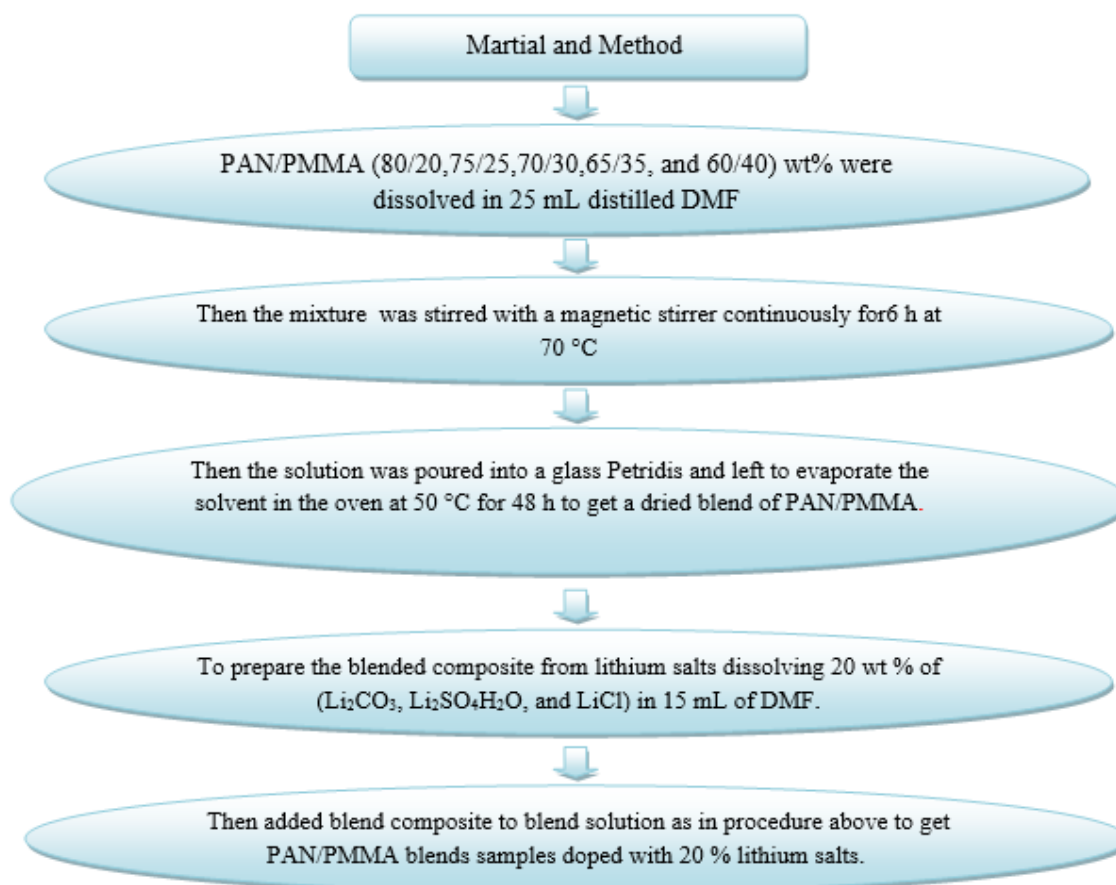 Martial and Method
PAN/PMMA (80/20,75/25,70/30,65/35, and 60/40) wt% were
dissolved in 25 mL distilled DMF
Then the mixture was stirred with a magnetic stirrer continuously for6 h at
70 °C
Then the solution was poured into a glass Petridis and left to evaporate the
solvent in the oven at 50 °C for 48 h to get a dried blend of PAN/PMMA.
To prepare the blended composite from lithium salts dissolving 20 wt % of
(Li₂CO₃, Li₂SO₄H₂O, and LiCl) in 15 mL of DMF.
Then added blend composite to blend solution as in procedure above to get
PAN/PMMA blends samples doped with 20 % lithium salts.